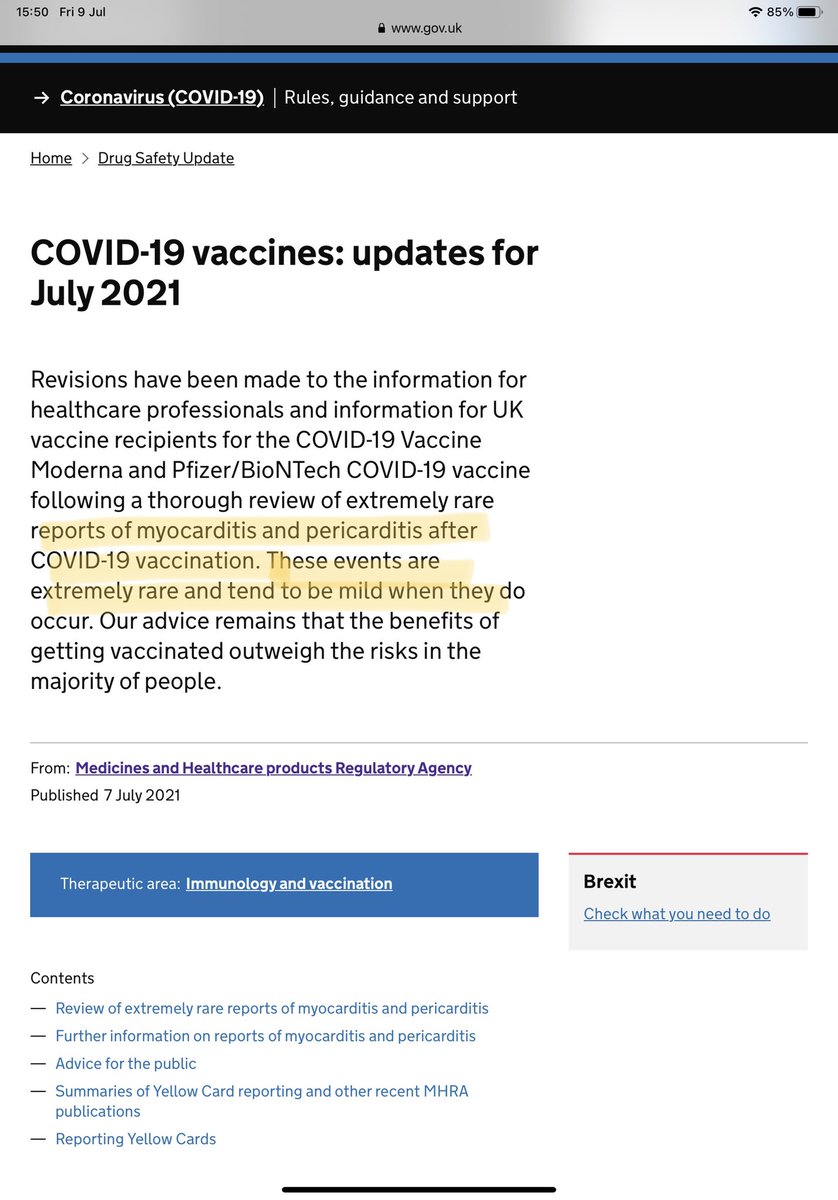 15:50 Fri 9 Jul
85%
www.gov.uk
→ Coronavirus (COVID-19) | Rules, guidance and support
Home > Drug Safety Update
COVID-19 vaccines: updates for
July 2021
Revisions have been made to the information for
healthcare professionals and information for UK
vaccine recipients for the COVID-19 Vaccine
Moderna and Pfizer/BioNTech COVID-19 vaccine
following a thorough review of extremely rare
reports of myocarditis and pericarditis after
COVID-19 vaccination. These events are
extremely rare and tend to be mild when they do
occur. Our advice remains that the benefits of
getting vaccinated outweigh the risks in the
majority of people.
From: Medicines and Healthcare products Regulatory Agency
Published 7 July 2021
Therapeutic area: Immunology and vaccination
Brexit
Check what you need to do
Contents
— Review of extremely rare reports of myocarditis and pericarditis
— Further information on reports of myocarditis and pericarditis
— Advice for the public
— Summaries of Yellow Card reporting and other recent MHRA
publications
— Reporting Yellow Cards